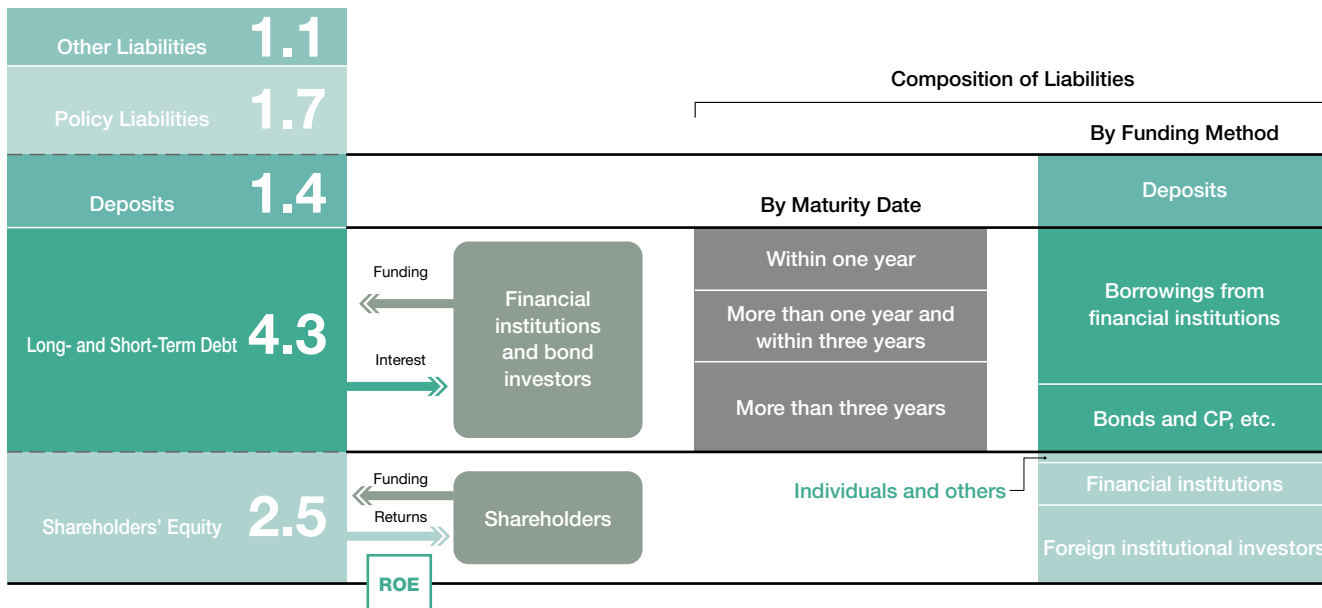 Other Liabilities 1.1
Policy Liabilities 1.7
Deposits 1.4
Long- and Short-Term Debt 4.3
Shareholders’ Equity 2.5
Funding
Interest
Financial
institutions
and bond
investors
Funding
Returns
Shareholders
ROE
Composition of Liabilities
By Maturity Date
Within one year
More than one year and
within three years
More than three years
By Funding Method
Deposits
Borrowings from
financial institutions
Bonds and CP, etc.
Individuals and others
Financial institutions
Foreign institutional investors